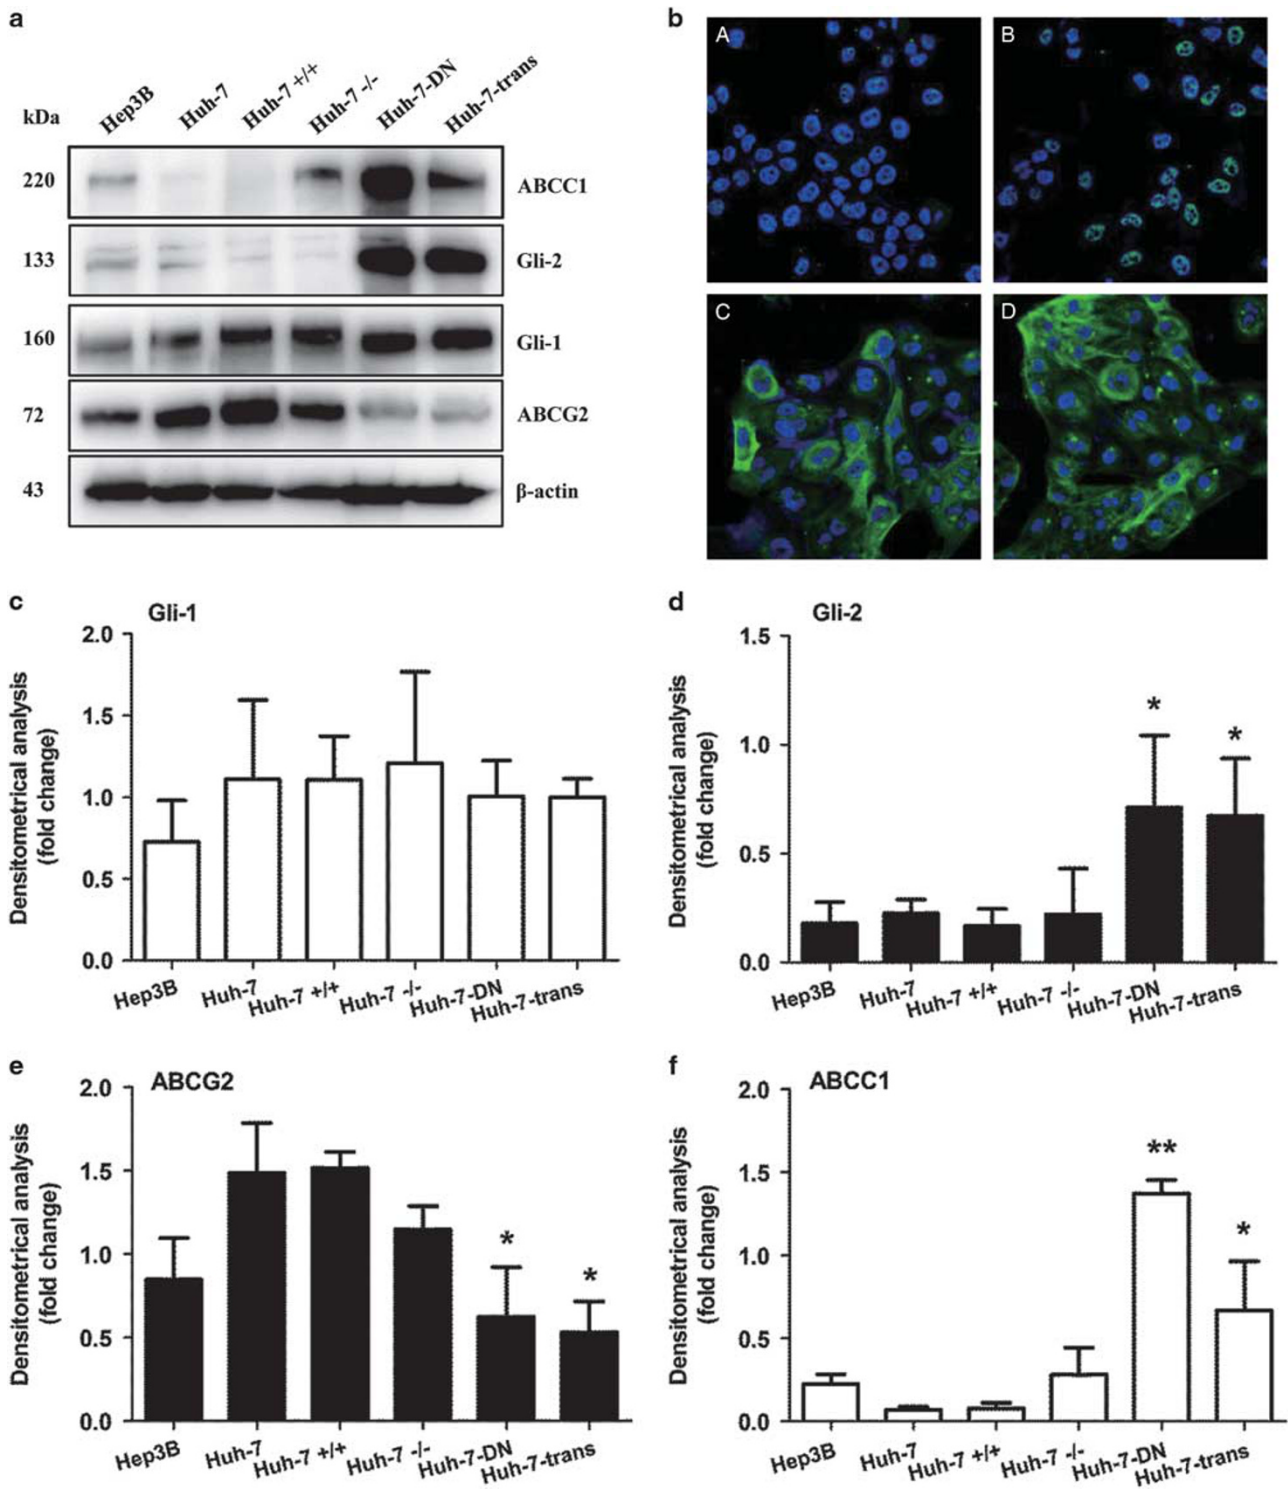 a
kDa
Hep3B
Huh-7
Huh-7 +/+
Huh-7 -/-
Huh-7-DN
Huh-7-trans
220
ABCC1
133
Gli-2
160
Gli-1
72
ABCG2
43
β-actin
b
A
B
C
D
c
Gli-1
Densitometrical analysis
(fold change)
2.0
1.5
1.0
0.5
0.0
Hep3B
Huh-7
Huh-7 +/+
Huh-7 -/-
Huh-7-DN
Huh-7-trans
d
Gli-2
Densitometrical analysis
(fold change)
1.5
1.0
0.5
0.0
*
*
Hep3B
Huh-7
Huh-7 +/+
Huh-7 -/-
Huh-7-DN
Huh-7-trans
e
ABCG2
Densitometrical analysis
(fold change)
2.0
1.5
1.0
0.5
0.0
*
*
Hep3B
Huh-7
Huh-7 +/+
Huh-7 -/-
Huh-7-DN
Huh-7-trans
f
ABCC1
Densitometrical analysis
(fold change)
2.0
1.5
1.0
0.5
0.0
**
*
Hep3B
Huh-7
Huh-7 +/+
Huh-7 -/-
Huh-7-DN
Huh-7-trans